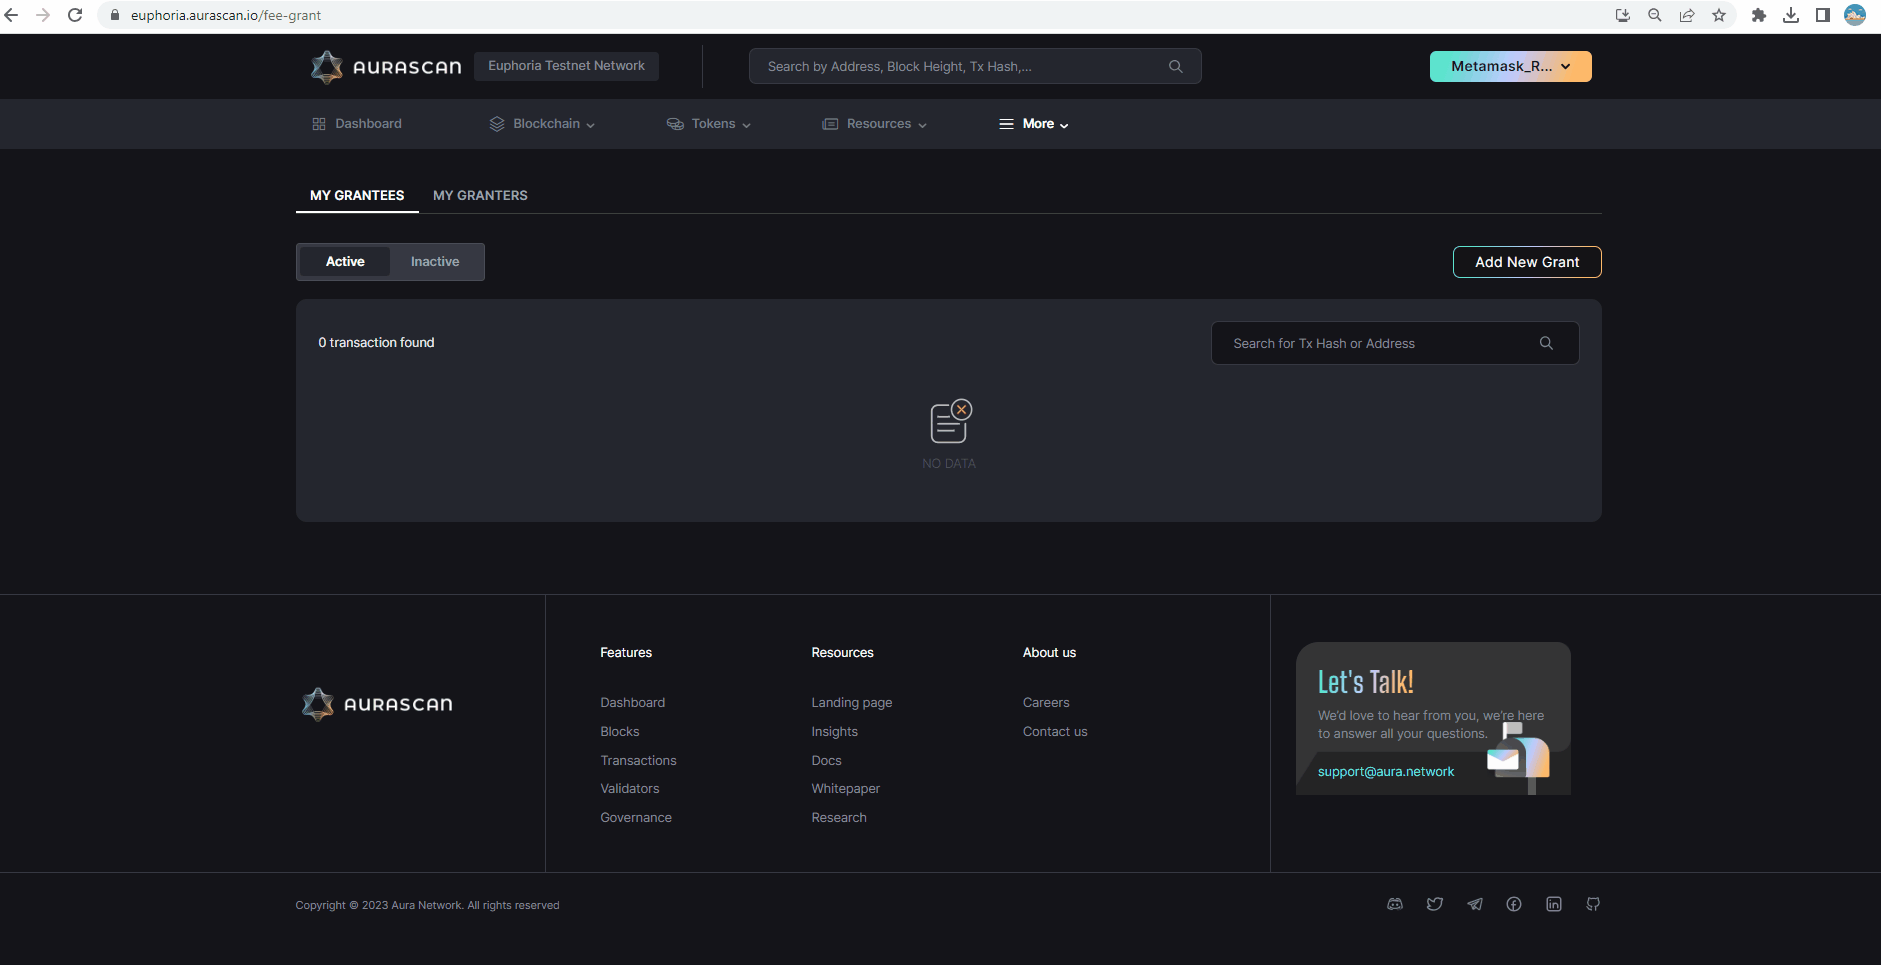 euphoria.aurascan.io/fee-grant
AURASCAN
Euphoria Testnet Network
Search by Address, Block Height, Tx Hash,...
Metamask_R...
Dashboard
Blockchain
Tokens
Resources
More
MY GRANTEES
MY GRANTERS
Active
Inactive
Add New Grant
0 transaction found
Search for Tx Hash or Address
NO DATA
AURASCAN
Features
Dashboard
Blocks
Transactions
Validators
Governance
Resources
Landing page
Insights
Docs
Whitepaper
Research
About us
Careers
Contact us
Let's Talk!
We'd love to hear from you, we're here
to answer all your questions.
support@aura.network
Copyright © 2023 Aura Network. All rights reserved